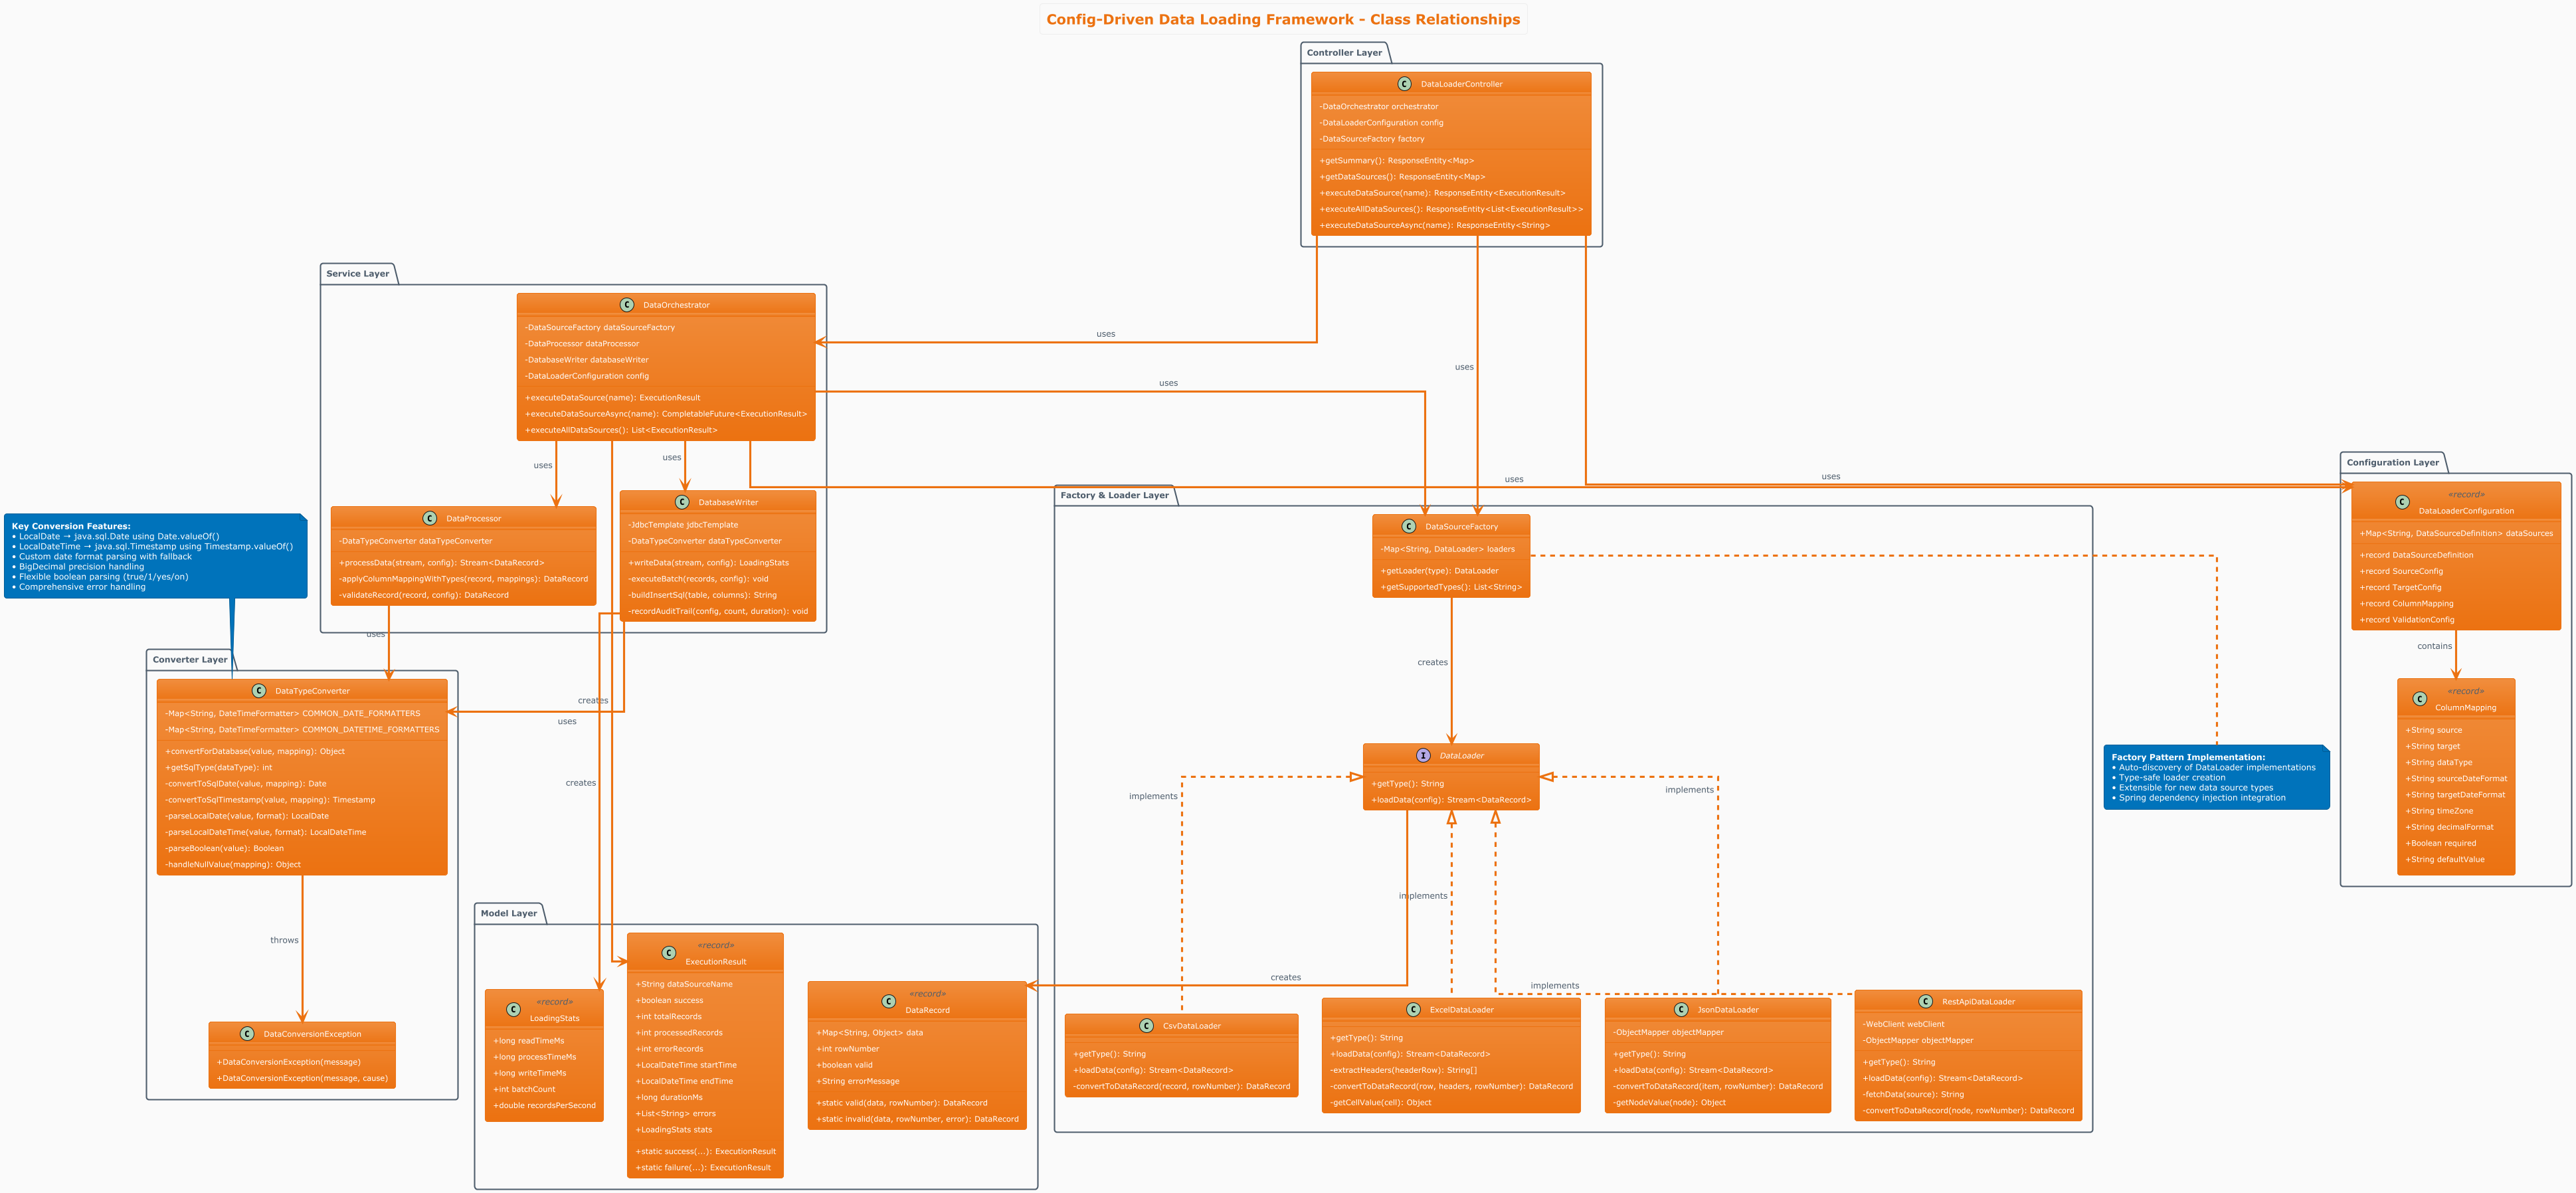 Config-Driven Data Loading Framework - Class Relationships
Controller Layer
C DataLoaderController
-DataOrchestrator orchestrator
-DataLoaderConfiguration config
-DataSourceFactory factory
+getSummary(): ResponseEntity<Map>
+getDataSources(): ResponseEntity<Map>
+executeDataSource(name): ResponseEntity<ExecutionResult>
+executeAllDataSources(): ResponseEntity<List<ExecutionResult>>
+executeDataSourceAsync(name): ResponseEntity<String>
uses
uses
uses
Service Layer
C DataOrchestrator
-DataSourceFactory dataSourceFactory
-DataProcessor dataProcessor
-DatabaseWriter databaseWriter
-DataLoaderConfiguration config
+executeDataSource(name): ExecutionResult
+executeDataSourceAsync(name): CompletableFuture<ExecutionResult>
+executeAllDataSources(): List<ExecutionResult>
uses
uses
uses
uses
C DataProcessor
-DataTypeConverter dataTypeConverter
+processData(stream, config): Stream<DataRecord>
-applyColumnMappingWithTypes(record, mappings): DataRecord
-validateRecord(record, config): DataRecord
C DatabaseWriter
-JdbcTemplate jdbcTemplate
-DataTypeConverter dataTypeConverter
+writeData(stream, config): LoadingStats
-executeBatch(records, config): void
-buildInsertSql(table, columns): String
-recordAuditTrail(config, count, duration): void
uses
creates
uses
creates
Key Conversion Features:
• LocalDate → java.sql.Date using Date.valueOf()
• LocalDateTime → java.sql.Timestamp using Timestamp.valueOf()
• Custom date format parsing with fallback
• BigDecimal precision handling
• Flexible boolean parsing (true/1/yes/on)
• Comprehensive error handling
Converter Layer
C DataTypeConverter
-Map<String, DateTimeFormatter> COMMON_DATE_FORMATTERS
-Map<String, DateTimeFormatter> COMMON_DATETIME_FORMATTERS
+convertForDatabase(value, mapping): Object
+getSqlType(dataType): int
-convertToSqlDate(value, mapping): Date
-convertToSqlTimestamp(value, mapping): Timestamp
-parseLocalDate(value, format): LocalDate
-parseLocalDateTime(value, format): LocalDateTime
-parseBoolean(value): Boolean
-handleNullValue(mapping): Object
throws
C DataConversionException
+DataConversionException(message)
+DataConversionException(message, cause)
Model Layer
C «record»
LoadingStats
+long readTimeMs
+long processTimeMs
+long writeTimeMs
+int batchCount
+double recordsPerSecond
C «record»
ExecutionResult
+String dataSourceName
+boolean success
+int totalRecords
+int processedRecords
+int errorRecords
+LocalDateTime startTime
+LocalDateTime endTime
+long durationMs
+List<String> errors
+LoadingStats stats
+static success(...): ExecutionResult
+static failure(...): ExecutionResult
C «record»
DataRecord
+Map<String, Object> data
+int rowNumber
+boolean valid
+String errorMessage
+static valid(data, rowNumber): DataRecord
+static invalid(data, rowNumber, error): DataRecord
Factory & Loader Layer
C DataSourceFactory
-Map<String, DataLoader> loaders
+getLoader(type): DataLoader
+getSupportedTypes(): List<String>
creates
I DataLoader
+getType(): String
+loadData(config): Stream<DataRecord>
implements
implements
implements
implements
creates
C CsvDataLoader
+getType(): String
+loadData(config): Stream<DataRecord>
-convertToDataRecord(record, rowNumber): DataRecord
C ExcelDataLoader
+getType(): String
+loadData(config): Stream<DataRecord>
-extractHeaders(headerRow): String[]
-convertToDataRecord(row, headers, rowNumber): DataRecord
-getCellValue(cell): Object
C JsonDataLoader
-ObjectMapper objectMapper
+getType(): String
+loadData(config): Stream<DataRecord>
-convertToDataRecord(item, rowNumber): DataRecord
-getNodeValue(node): Object
C RestApiDataLoader
-WebClient webClient
-ObjectMapper objectMapper
+getType(): String
+loadData(config): Stream<DataRecord>
-fetchData(source): String
-convertToDataRecord(node, rowNumber): DataRecord
Factory Pattern Implementation:
• Auto-discovery of DataLoader implementations
• Type-safe loader creation
• Extensible for new data source types
• Spring dependency injection integration
Configuration Layer
C «record»
DataLoaderConfiguration
+Map<String, DataSourceDefinition> dataSources
+record DataSourceDefinition
+record SourceConfig
+record TargetConfig
+record ColumnMapping
+record ValidationConfig
contains
C «record»
ColumnMapping
+String source
+String target
+String dataType
+String sourceDateFormat
+String targetDateFormat
+String timeZone
+String decimalFormat
+Boolean required
+String defaultValue